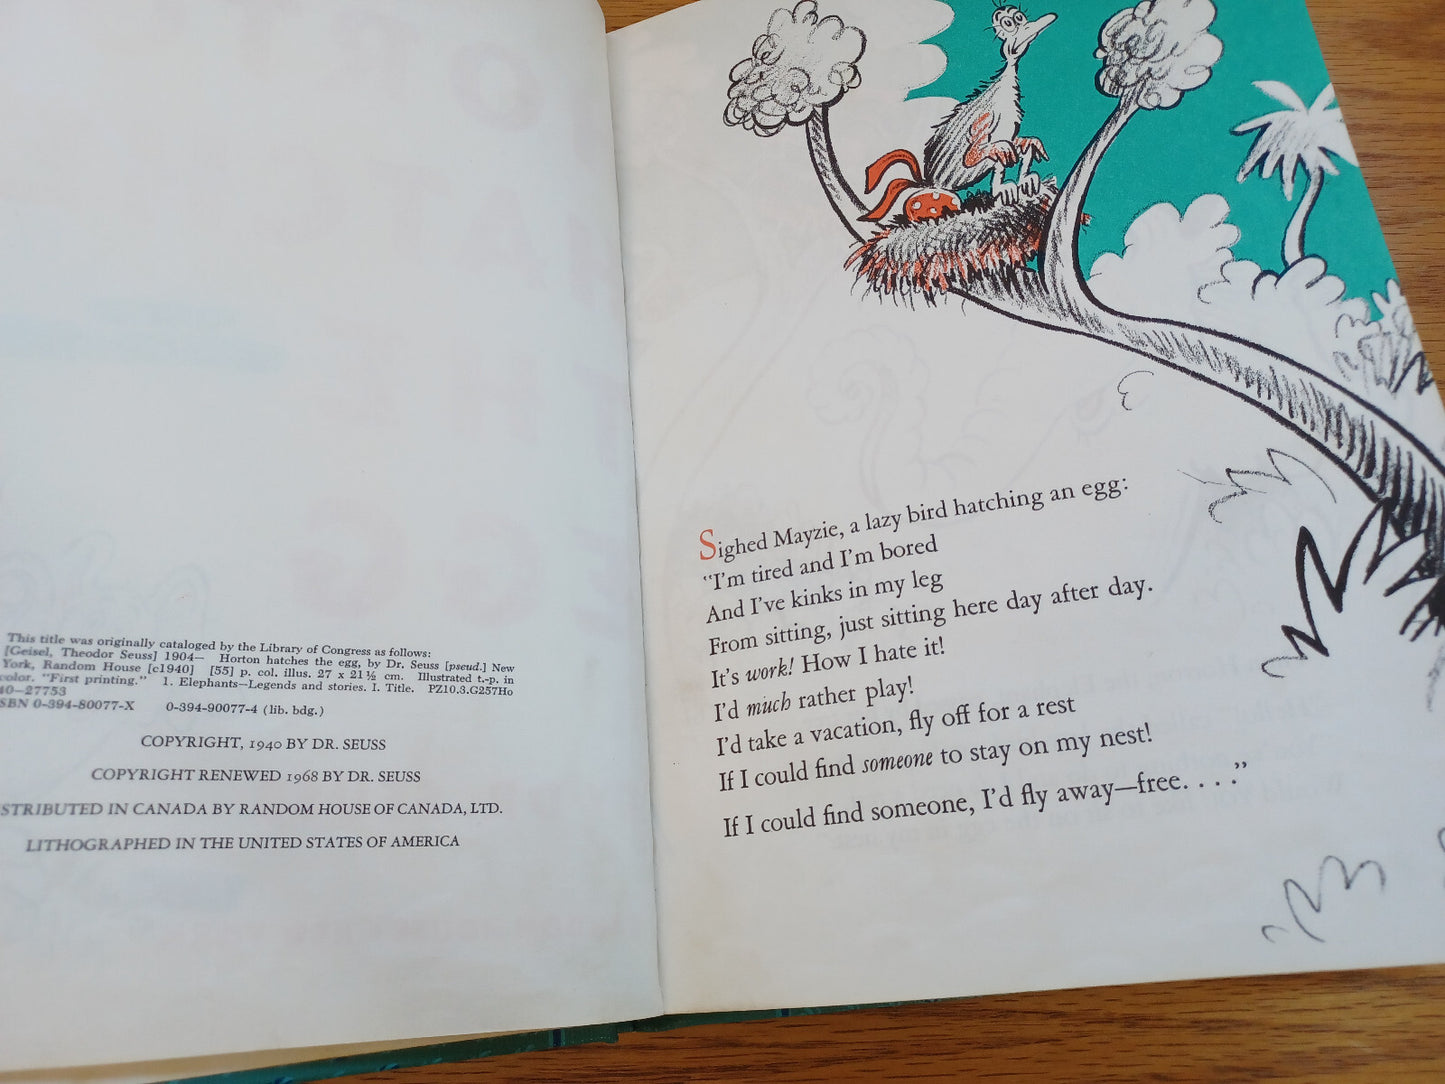 This title was originally cataloged by the Library of Congress as follows:
[Geisel, Theodor Seuss] 1904— Horton hatches the egg, by Dr. Seuss [pseud.] New
York, Random House [c1940] [55] p. col. illus. 27 x 21½ cm. Illustrated t.-p. in
color. "First printing." 1. Elephants—Legends and stories. I. Title. PZ10.3.G257Ho
40-27753
SBN 0-394-80077-X 0-394-90077-4 (lib. bdg.)
COPYRIGHT, 1940 BY DR. SEUSS
COPYRIGHT RENEWED 1968 BY DR. SEUSS
STRIBUTED IN CANADA BY RANDOM HOUSE OF CANADA, LTD.
LITHOGRAPHED IN THE UNITED STATES OF AMERICA
Sighed Mayzie, a lazy bird hatching an egg:
"I'm tired and I'm bored
And I've kinks in my leg
From sitting, just sitting here day after day.
It's work! How I hate it!
I'd much rather play!
I'd take a vacation, fly off for a rest
If I could find someone to stay on my nest!
If I could find someone, I'd fly away—free. . . ."